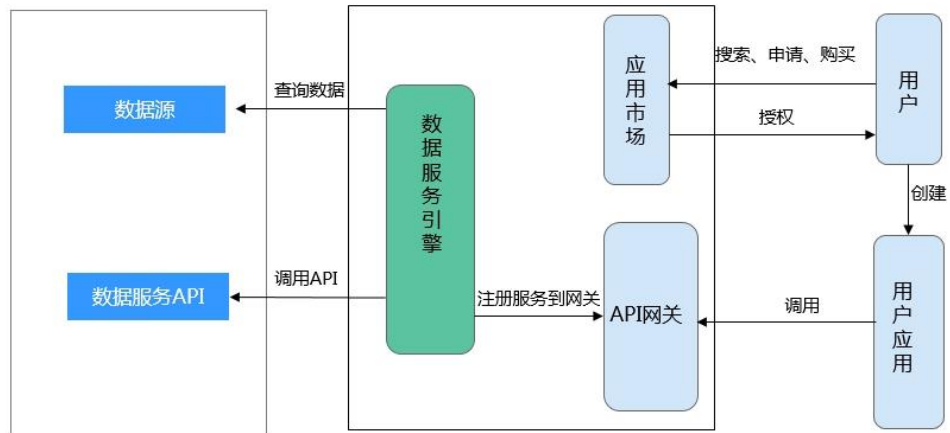 数据源
数据服务API
查询数据
调用API
数据服务引擎
注册服务到网关
应用市场
API网关
搜索、申请、购买
授权
用户
创建
调用
用户应用